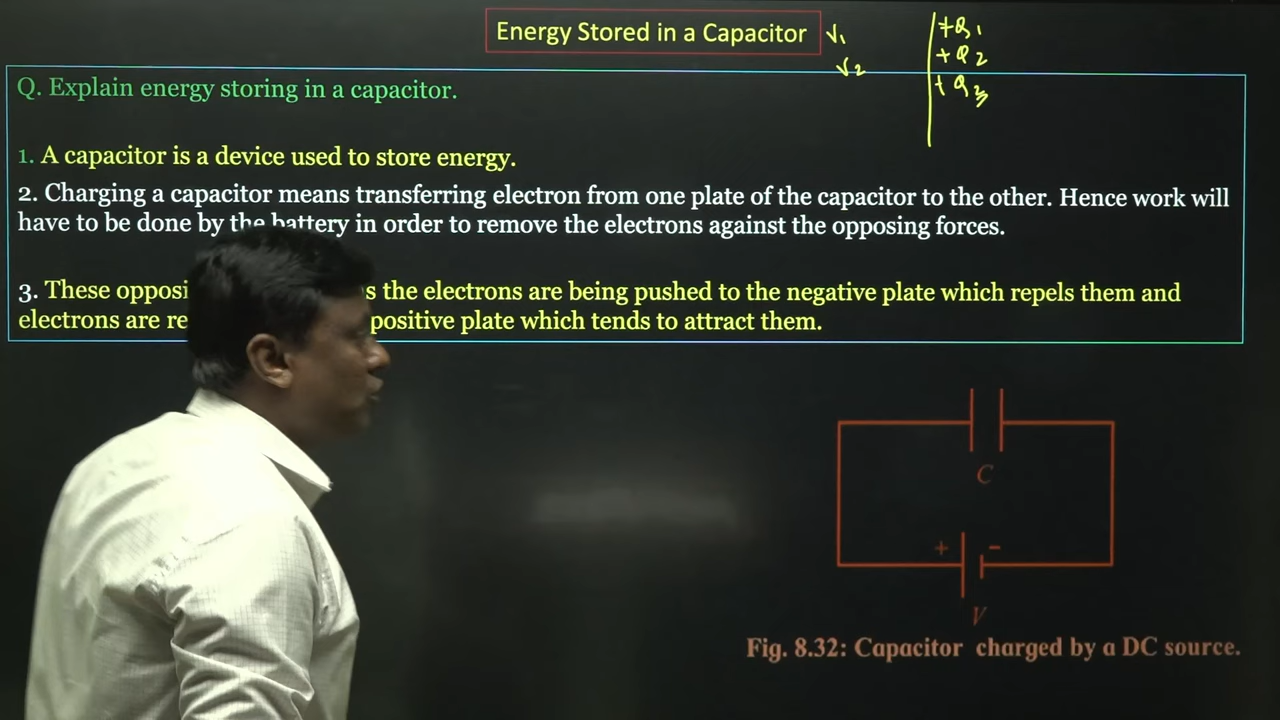 Energy Stored in a Capacitor
V1
V2
+Q1
+Q2
+Q3
Q. Explain energy storing in a capacitor.
1. A capacitor is a device used to store energy.
2. Charging a capacitor means transferring electron from one plate of the capacitor to the other. Hence work will
have to be done by the battery in order to remove the electrons against the opposing forces.
3. These the electrons are being pushed to the negative plate which repels them and
electrons are positive plate which tends to attract them.
C
+ -
V
Fig. 8.32: Capacitor charged by a DC source.